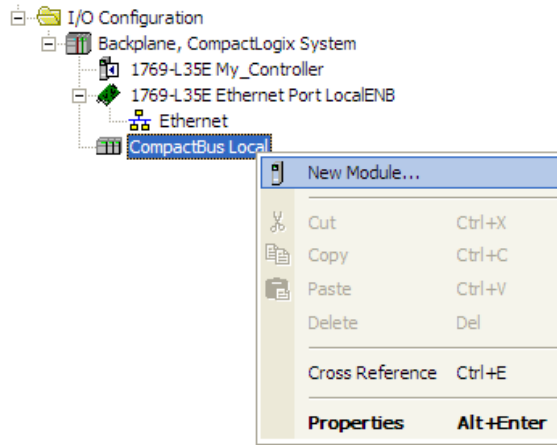 I/O Configuration
Backplane, CompactLogix System
1769-L35E My_Controller
1769-L35E Ethernet Port LocalENB
Ethernet
CompactBus Local
New Module...
Cut Ctrl+X
Copy Ctrl+C
Paste Ctrl+V
Delete Del
Cross Reference Ctrl+E
Properties Alt+Enter